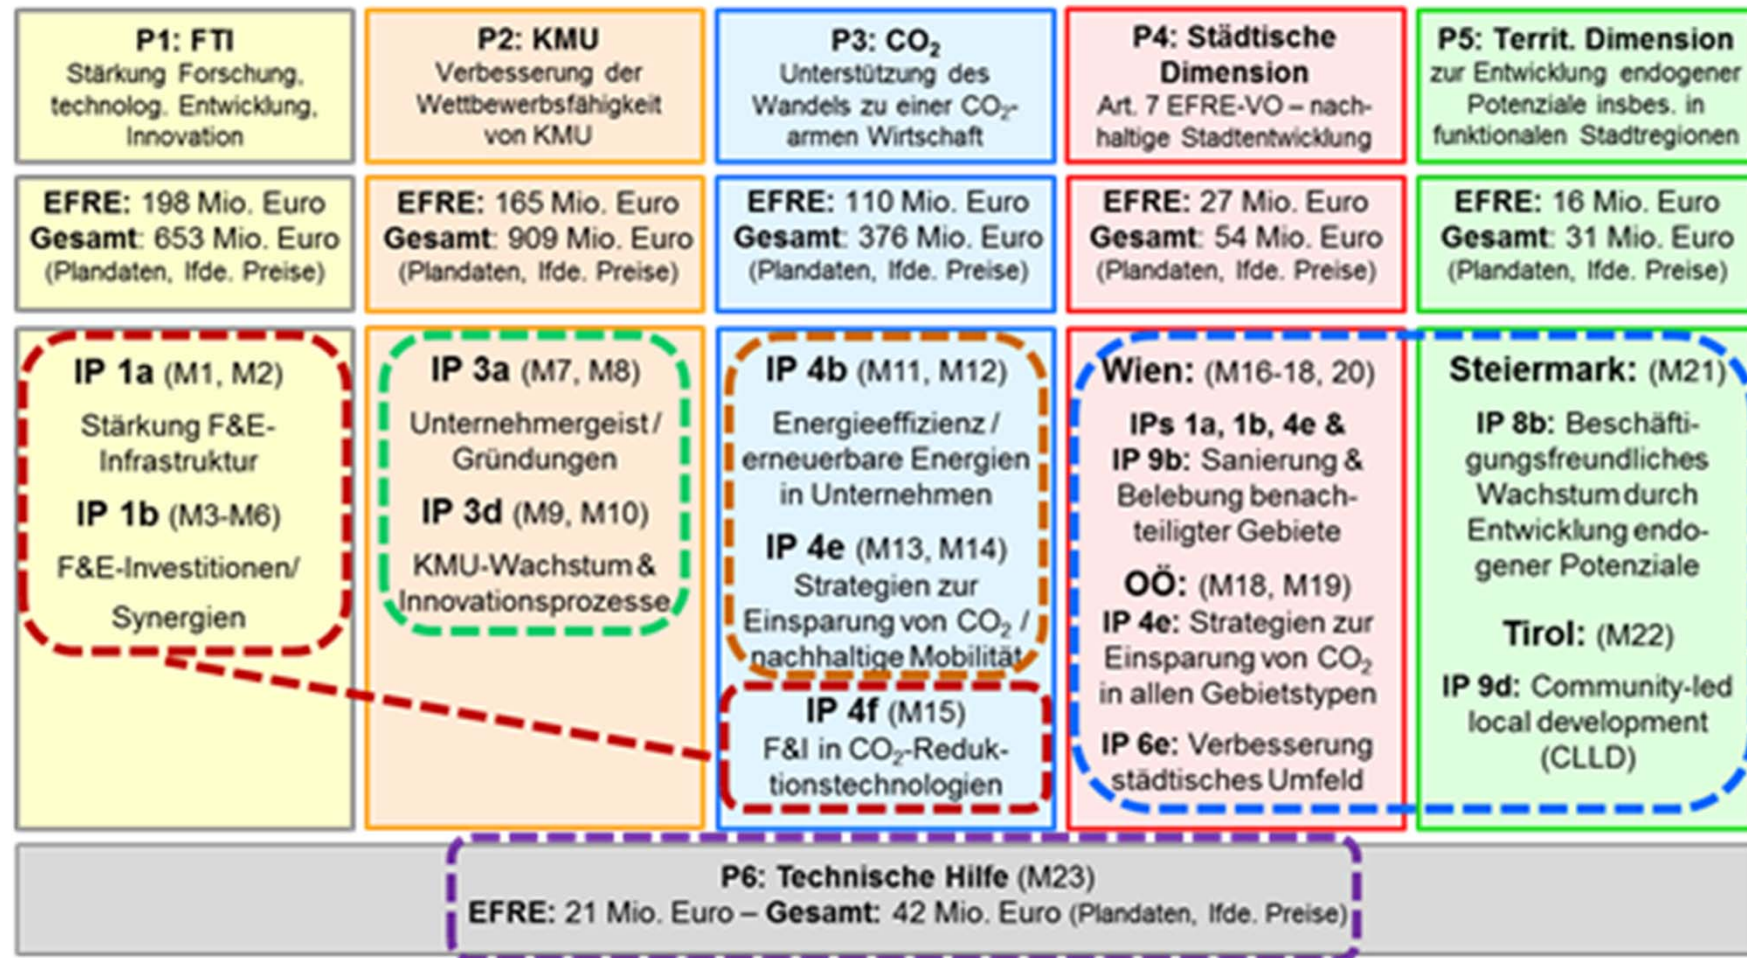 P1: FTI
Stärkung Forschung,
technolog. Entwicklung,
Innovation
P2: KMU
Verbesserung der
Wettbewerbsfähigkeit
von KMU
P3: CO₂
Unterstützung des
Wandels zu einer CO₂-
armen Wirtschaft
P4: Städtische
Dimension
Art. 7 EFRE-VO – nach-
haltige Stadtentwicklung
P5: Territ. Dimension
zur Entwicklung endogener
Potenziale insbes. in
funktionalen Stadtregionen
EFRE: 198 Mio. Euro
Gesamt: 653 Mio. Euro
(Plandaten, lfde. Preise)
EFRE: 165 Mio. Euro
Gesamt: 909 Mio. Euro
(Plandaten, lfde. Preise)
EFRE: 110 Mio. Euro
Gesamt: 376 Mio. Euro
(Plandaten, lfde. Preise)
EFRE: 27 Mio. Euro
Gesamt: 54 Mio. Euro
(Plandaten, lfde. Preise)
EFRE: 16 Mio. Euro
Gesamt: 31 Mio. Euro
(Plandaten, lfde. Preise)
IP 1a (M1, M2)
Stärkung F&E-
Infrastruktur
IP 1b (M3-M6)
F&E-Investitionen/
Synergien
IP 3a (M7, M8)
Unternehmergeist /
Gründungen
IP 3d (M9, M10)
KMU-Wachstum &
Innovationsprozesse
IP 4b (M11, M12)
Energieeffizienz /
erneuerbare Energien
in Unternehmen
IP 4e (M13, M14)
Strategien zur
Einsparung von CO₂ /
nachhaltige Mobilität
IP 4f (M15)
F&I in CO₂-Reduk-
tionstechnologien
Wien: (M16-18, 20)
IPs 1a, 1b, 4e &
IP 9b: Sanierung &
Belebung benach-
teiligter Gebiete
OÖ: (M18, M19)
IP 4e: Strategien zur
Einsparung von CO₂
in allen Gebietstypen
IP 6e: Verbesserung
städtisches Umfeld
Steiermark: (M21)
IP 8b: Beschäfti-
gungsfreundliches
Wachstum durch
Entwicklung endo-
gener Potenziale
Tirol: (M22)
IP 9d: Community-led
local development
(CLLD)
P6: Technische Hilfe (M23)
EFRE: 21 Mio. Euro – Gesamt: 42 Mio. Euro (Plandaten, lfde. Preise)